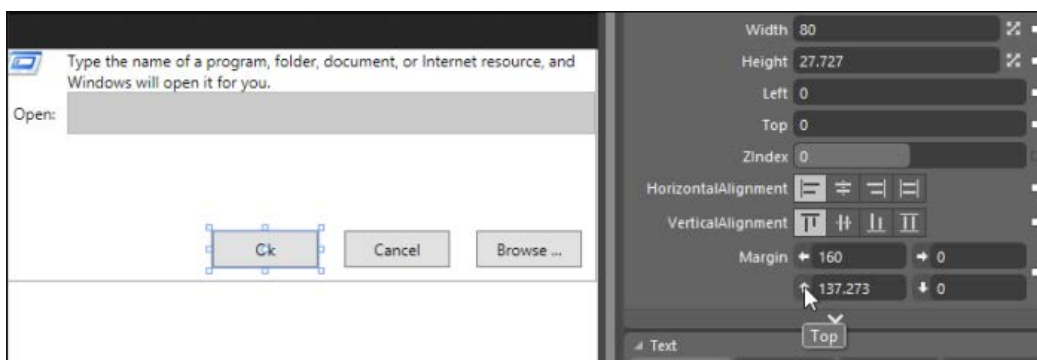 Type the name of a program, folder, document, or Internet resource, and
Windows will open it for you.
Open:
Ok
Cancel
Browse ...
Width 80
Height 27.727
Left 0
Top 0
ZIndex 0
HorizontalAlignment
VerticalAlignment
Margin 160 0
137.273 0
Top
Text